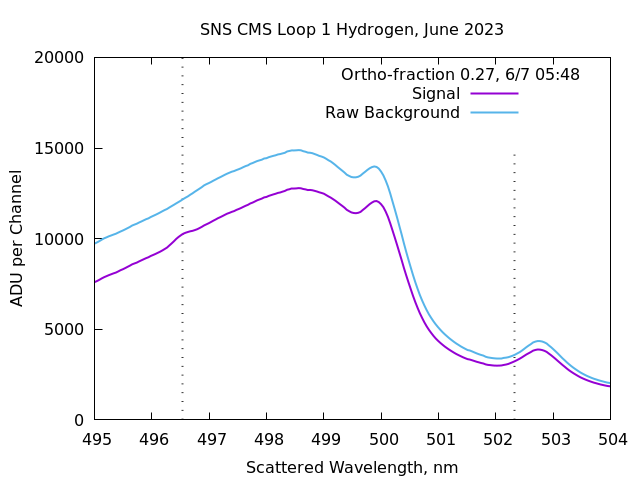 SNS CMS Loop 1 Hydrogen, June 2023
Ortho-fraction 0.27, 6/7 05:48
Signal
Raw Background
20000
15000
10000
5000
0
ADU per Channel
495 496 497 498 499 500 501 502 503 504
Scattered Wavelength, nm